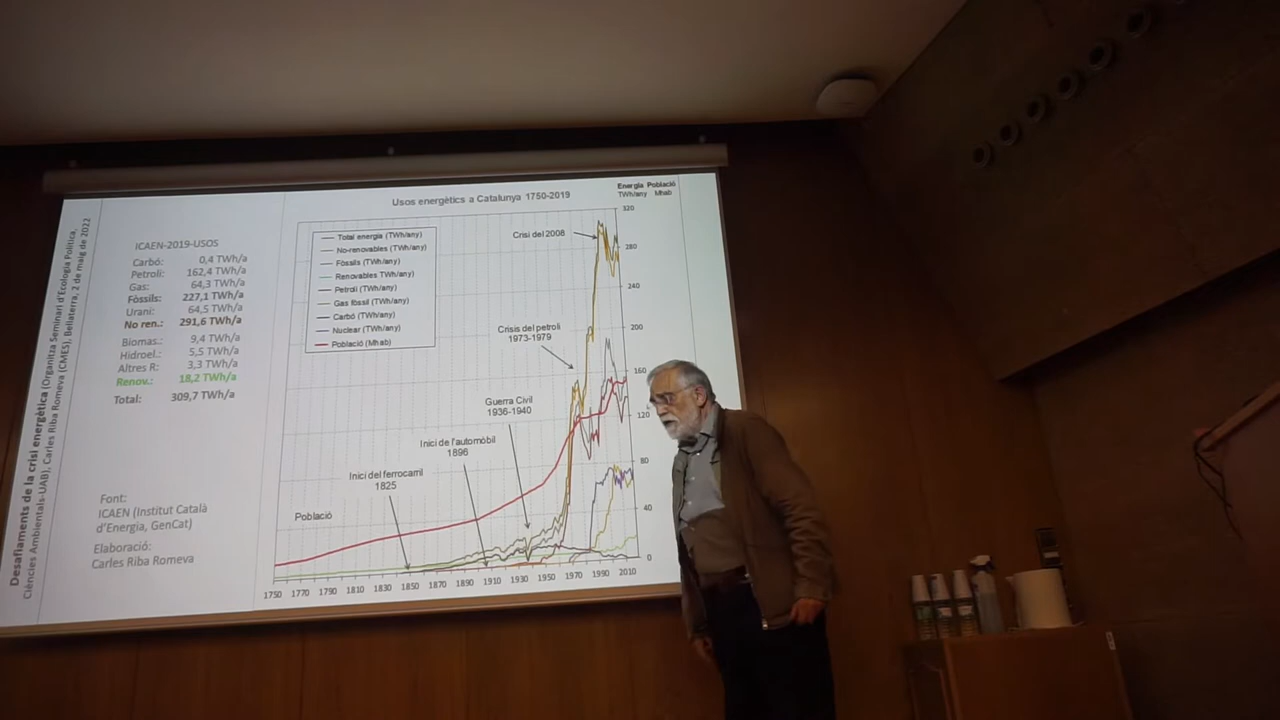 Desafiaments de la crisi energètica (Organitza Seminari d'Ecologia Política,
Ciències Ambientals-UAB), Carles Riba Romeva (CMES), Bellaterra, 2 de maig de 2022
ICAEN-2019-USOS
Carbó: 0,4 TWh/a
Petroli: 162,4 TWh/a
Gas: 64,3 TWh/a
Fòssils: 227,1 TWh/a
Urani: 64,5 TWh/a
No ren.: 291,6 TWh/a
Biomas.: 9,4 TWh/a
Hidroel.: 5,5 TWh/a
Altres R: 3,3 TWh/a
Renov.: 18,2 TWh/a
Total: 309,7 TWh/a
Font:
ICAEN (Institut Català
d'Energia, GenCat)
Elaboració:
Carles Riba Romeva
Usos energètics a Catalunya 1750-2019
Energia Població
TWh/any Mhab
Total energia (TWh/any)
No-renovables (TWh/any)
Fòssils (TWh/any)
Renovables TWh/any)
Petroli (TWh/any)
Gas fòssil (TWh/any)
Carbó (TWh/any)
Nuclear (TWh/any)
Població (Mhab)
Crisi del 2008
Crisis del petroli
1973-1979
Guerra Civil
1936-1940
Inici de l'automòbil
1896
Inici del ferrocarril
1825
Població
320
280
240
200
160
120
80
40
0
1750 1770 1790 1810 1830 1850 1870 1890 1910 1930 1950 1970 1990 2010